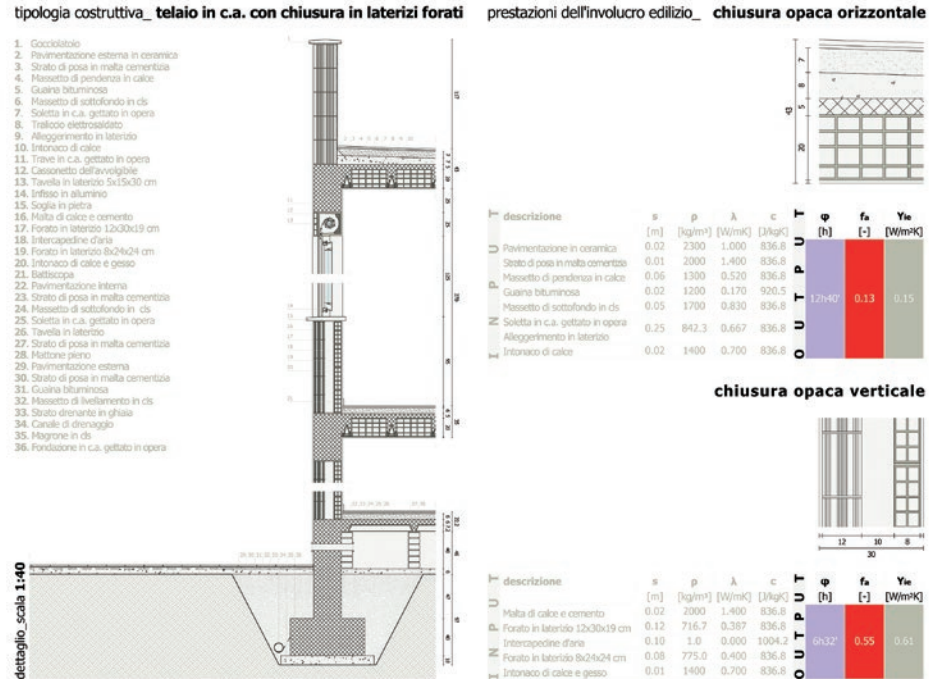 tipologia costruttiva_ telaio in c.a. con chiusura in laterizi forati
1. Gocciolatoio
2. Pavimentazione esterna in ceramica
3. Strato di posa in malta cementizia
4. Massetto di pendenza in calce
5. Guaina bituminosa
6. Massetto di sottofondo in cls
7. Soletta in c.a. gettato in opera
8. Traliccio elettrosaldato
9. Alleggerimento in laterizio
10. Intonaco di calce
11. Trave in c.a. gettato in opera
12. Cassonetto dell'avvolgibile
13. Tavella in laterizio 5x15x30 cm
14. Infisso in alluminio
15. Soglia in pietra
16. Malta di calce e cemento
17. Forato in laterizio 12x30x19 cm
18. Intercapedine d'aria
19. Forato in laterizio 8x24x24 cm
20. Intonaco di calce e gesso
21. Battiscopa
22. Pavimentazione interna
23. Strato di posa in malta cementizia
24. Massetto di sottofondo in cls
25. Soletta in c.a. gettato in opera
26. Tavella in laterizio
27. Strato di posa in malta cementizia
28. Mattone pieno
29. Pavimentazione esterna
30. Strato di posa in malta cementizia
31. Guaina bituminosa
32. Massetto di livellamento in cls
33. Strato drenante in ghiaia
34. Canale di drenaggio
35. Magrone in cls
36. Fondazione in c.a. gettato in opera
dettaglio_scala 1:40
prestazioni dell'involucro edilizio_ chiusura opaca orizzontale
7
8
5
20
43
INPUT
descrizione s ρ λ c
[m] [kg/m³] [W/mK] [J/kgK]
Pavimentazione in ceramica 0.02 2300 1.000 836.8
Strato di posa in malta cementizia 0.01 2000 1.400 836.8
Massetto di pendenza in calce 0.06 1300 0.520 836.8
Guaina bituminosa 0.02 1200 0.170 920.5
Massetto di sottofondo in cls 0.05 1700 0.830 836.8
Soletta in c.a. gettato in opera
Alleggerimento in laterizio 0.25 842.3 0.667 836.8
Intonaco di calce 0.02 1400 0.700 836.8
OUTPUT
φ fa Yie
[h] [-] [W/m²K]
12h40' 0.13 0.15
chiusura opaca verticale
12 10 8
30
INPUT
descrizione s ρ λ c
[m] [kg/m³] [W/mK] [J/kgK]
Malta di calce e cemento 0.02 2000 1.400 836.8
Forato in laterizio 12x30x19 cm 0.12 716.7 0.387 836.8
Intercapedine d'aria 0.10 1.0 0.000 1004.2
Forato in laterizio 8x24x24 cm 0.08 775.0 0.400 836.8
Intonaco di calce e gesso 0.01 1400 0.700 836.8
OUTPUT
φ fa Yie
[h] [-] [W/m²K]
6h32' 0.55 0.61